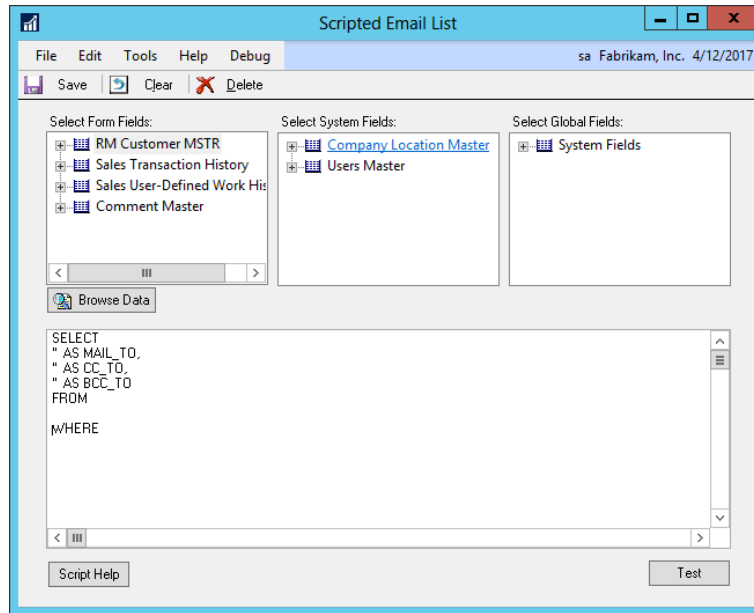 Scripted Email List
File Edit Tools Help Debug sa Fabrikam, Inc. 4/12/2017
Save Clear Delete
Select Form Fields: Select System Fields: Select Global Fields:
RM Customer MSTR Company Location Master System Fields
Sales Transaction History Users Master
Sales User-Defined Work His
Comment Master
Browse Data
SELECT
'' AS MAIL_TO,
'' AS CC_TO,
'' AS BCC_TO
FROM
WHERE
Script Help Test